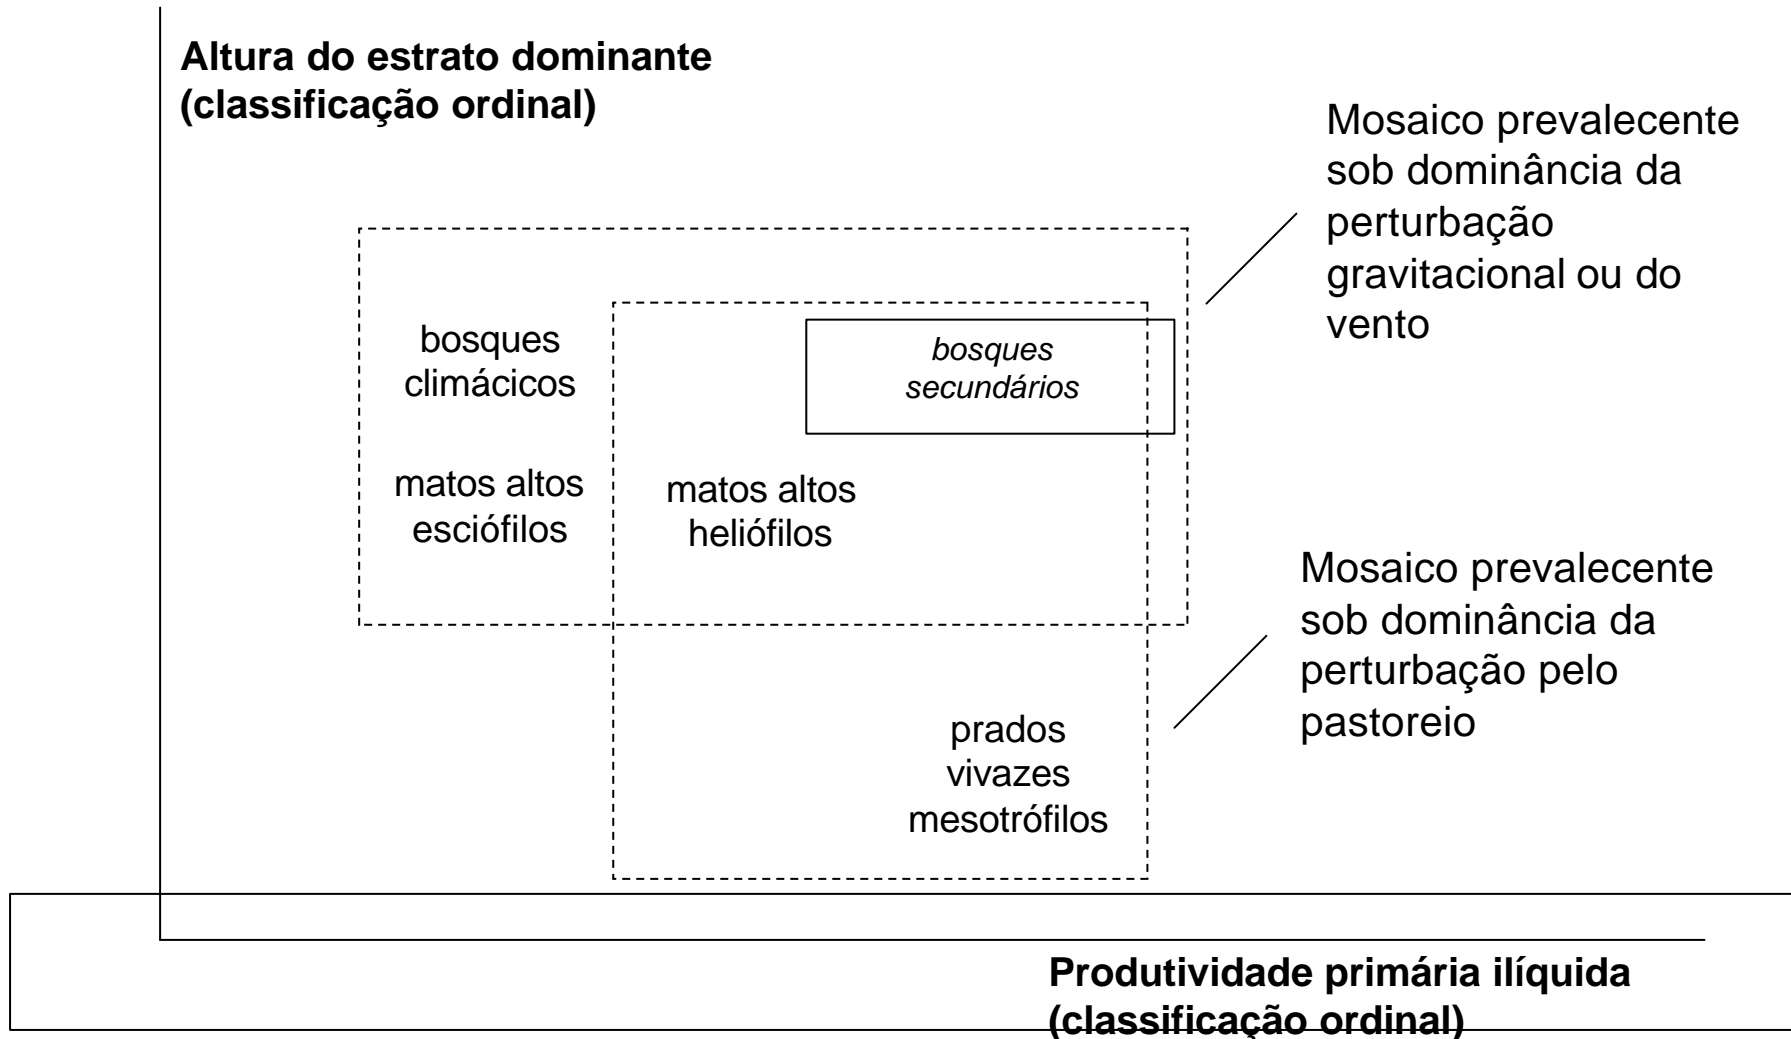 Altura do estrato dominante
(classificação ordinal)
Mosaico prevalecente
sob dominância da
perturbação
gravitacional ou do
vento
bosques
climácicos
bosques
secundários
matos altos
esciófilos
matos altos
heliófilos
Mosaico prevalecente
sob dominância da
perturbação pelo
pastoreio
prados
vivazes
mesotrófilos
Produtividade primária ilíquida
(classificação ordinal)